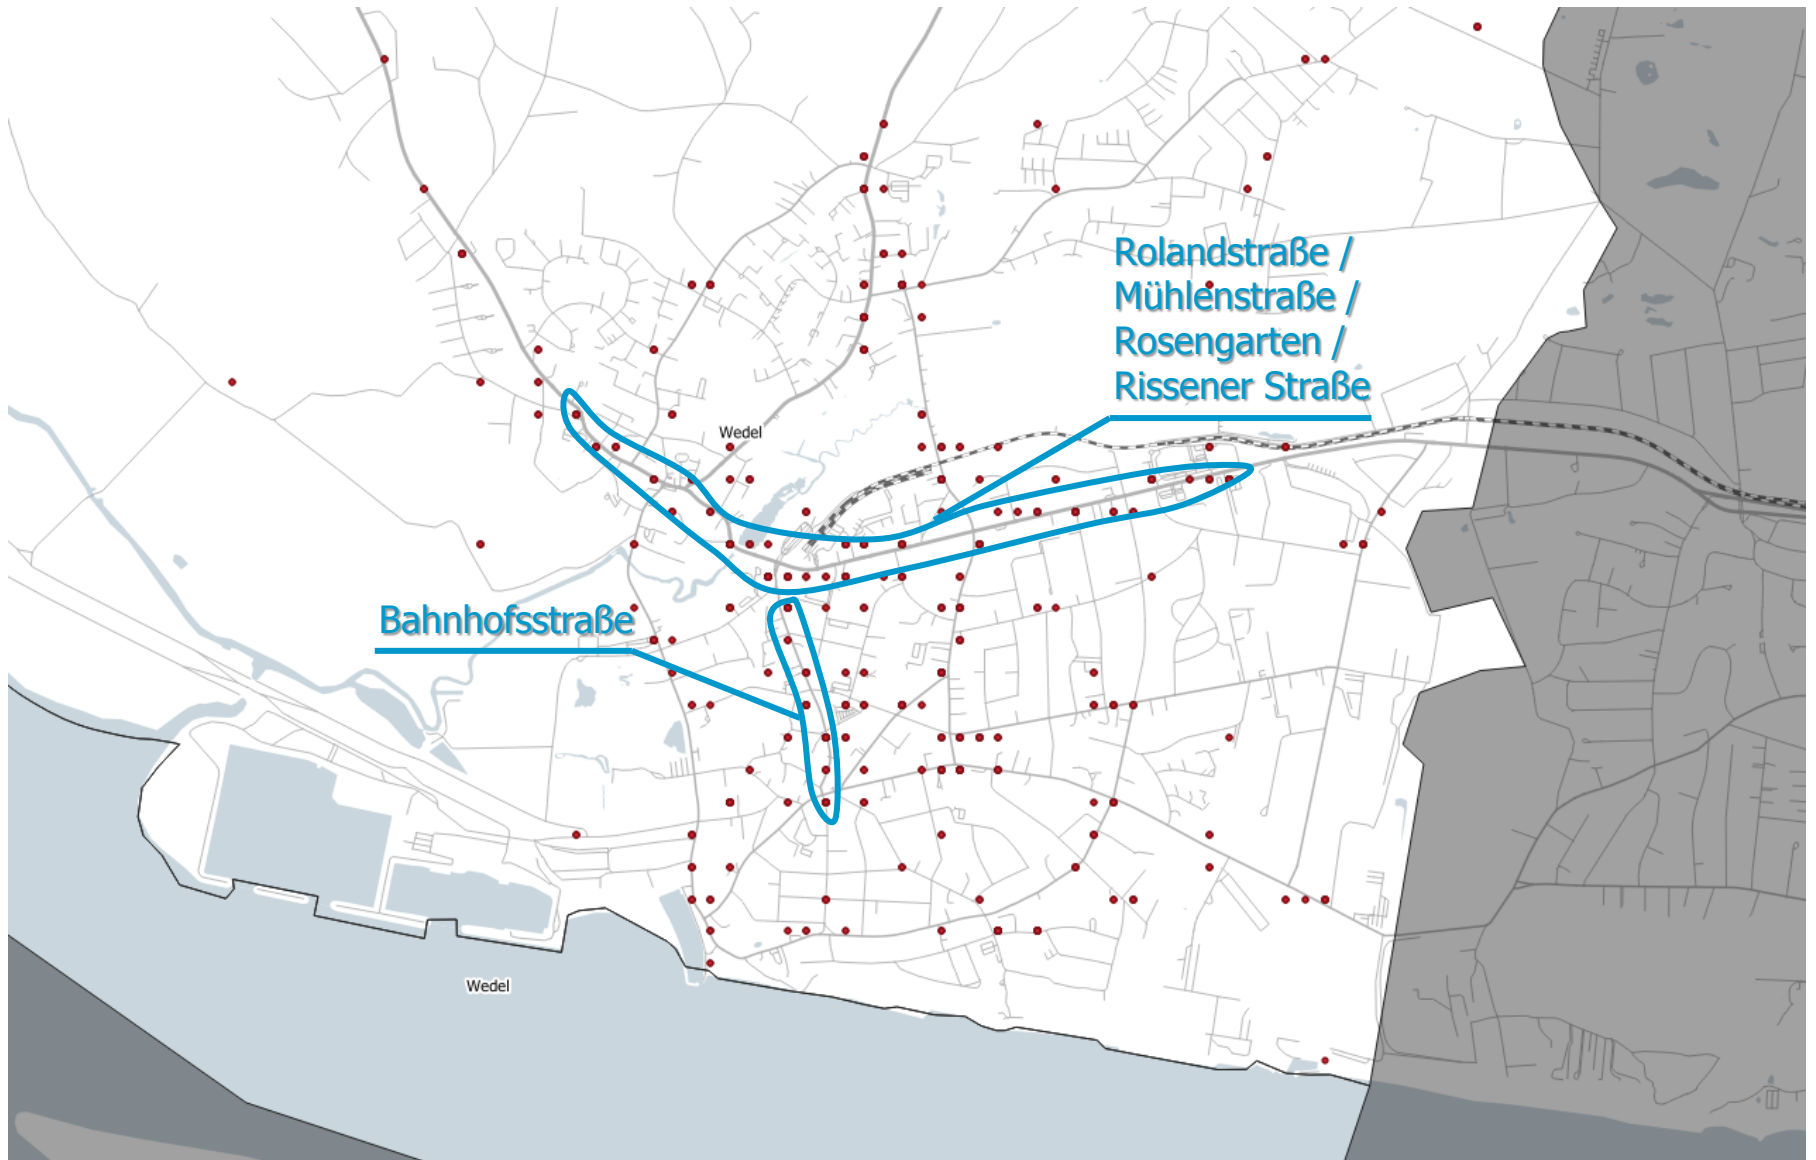 Rolandstraße /
Mühlenstraße /
Rosengarten /
Rissener Straße
Wedel
Bahnhofsstraße
Wedel